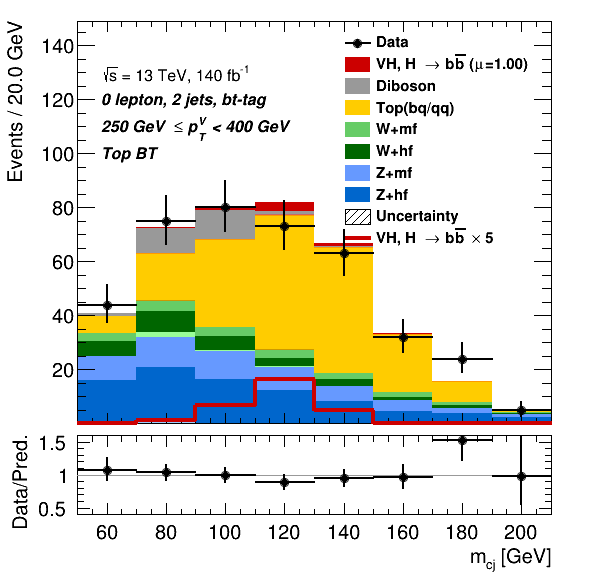 Events / 20.0 GeV
140
120
100
80
60
40
20
√s = 13 TeV, 140 fb⁻¹
0 lepton, 2 jets, bt-tag
250 GeV ≤ p_T^V < 400 GeV
Top BT
Data
VH, H → bb̅ (μ=1.00)
Diboson
Top(bq/qq)
W+mf
W+hf
Z+mf
Z+hf
Uncertainty
VH, H → bb̅ × 5
Data/Pred.
1.5
1
0.5
60 80 100 120 140 160 180 200
m_cj [GeV]